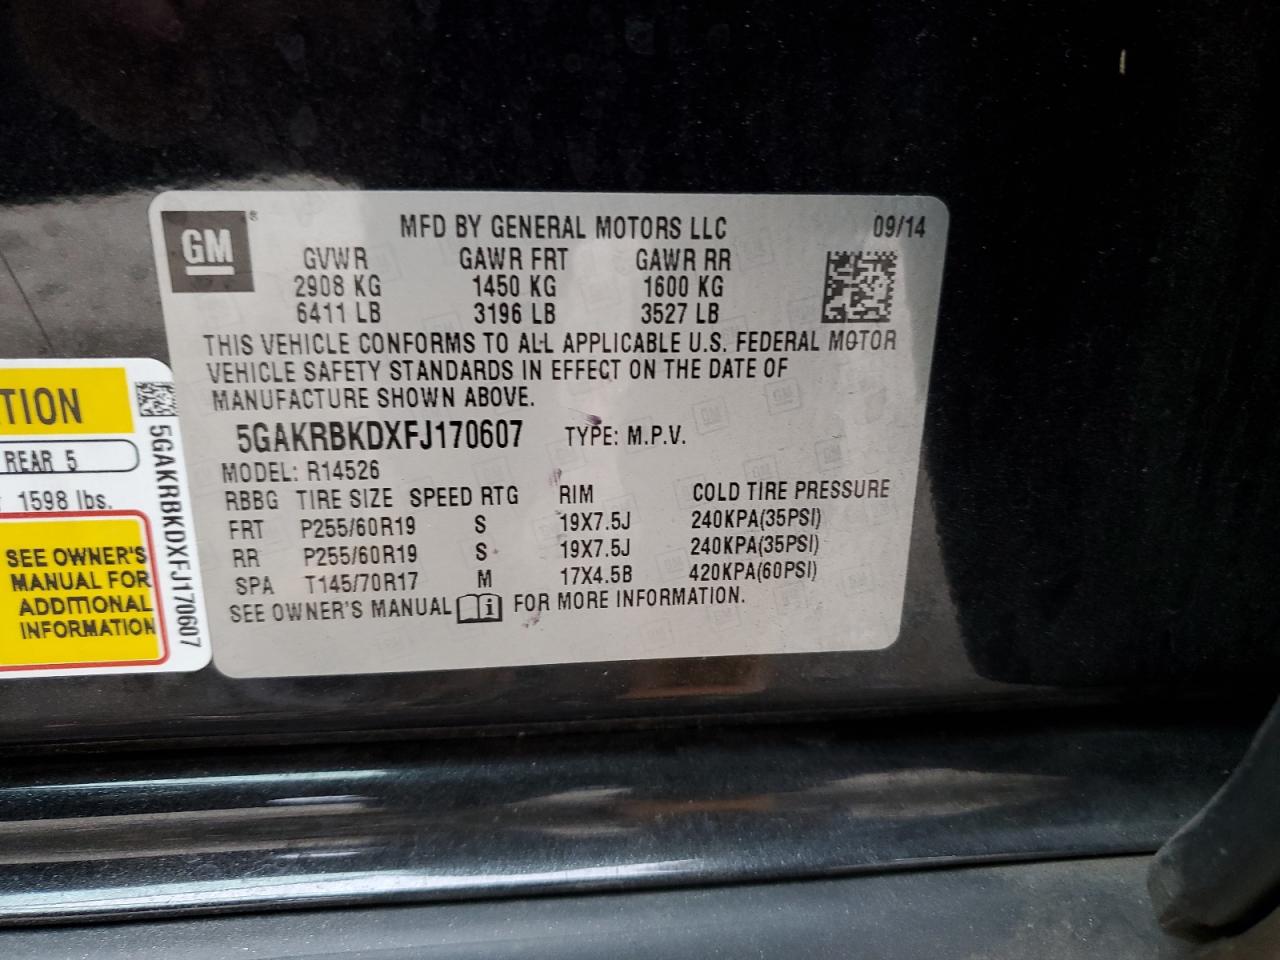 GM ®
MFD BY GENERAL MOTORS LLC 09/14
GVWR GAWR FRT GAWR RR
2908 KG 1450 KG 1600 KG
6411 LB 3196 LB 3527 LB
THIS VEHICLE CONFORMS TO ALL APPLICABLE U.S. FEDERAL MOTOR
VEHICLE SAFETY STANDARDS IN EFFECT ON THE DATE OF
MANUFACTURE SHOWN ABOVE.
5GAKRBKDXFJ170607 TYPE: M.P.V.
MODEL: R14526
RBBG TIRE SIZE SPEED RTG RIM COLD TIRE PRESSURE
FRT P255/60R19 S 19X7.5J 240KPA(35PSI)
RR P255/60R19 S 19X7.5J 240KPA(35PSI)
SPA T145/70R17 M 17X4.5B 420KPA(60PSI)
SEE OWNER'S MANUAL FOR MORE INFORMATION.
TION
REAR 5
1598 lbs.
SEE OWNER'S
MANUAL FOR
ADDITIONAL
INFORMATION
5GAKRBKDXFJ170607